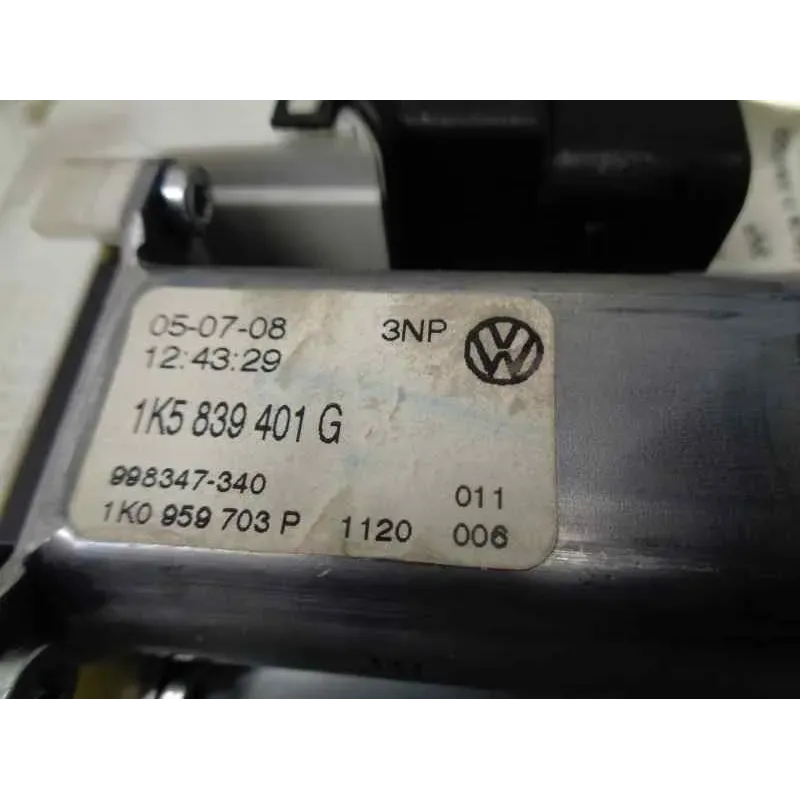 05-07-08 3NP
12:43:29
1K5 839 401 G
998347-340 011
1K0 959 703 P 1120 006